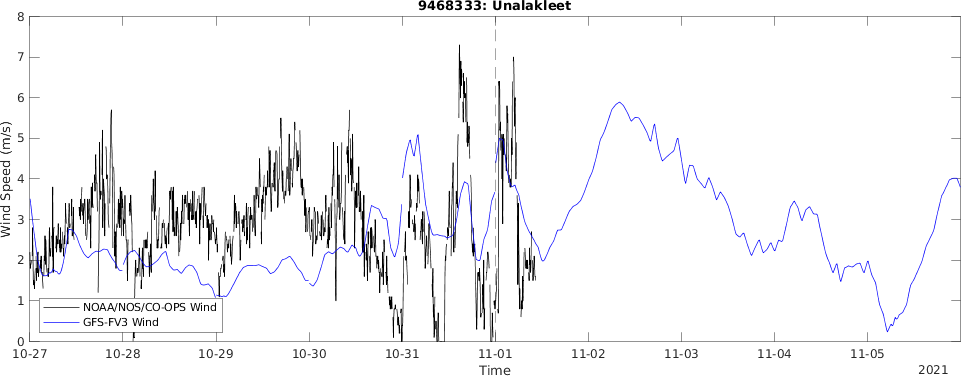 9468333: Unalakleet
Wind Speed (m/s)
8
7
6
5
4
3
2
1
0
NOAA/NOS/CO-OPS Wind
GFS-FV3 Wind
10-27 10-28 10-29 10-30 10-31 11-01 11-02 11-03 11-04 11-05
Time
2021